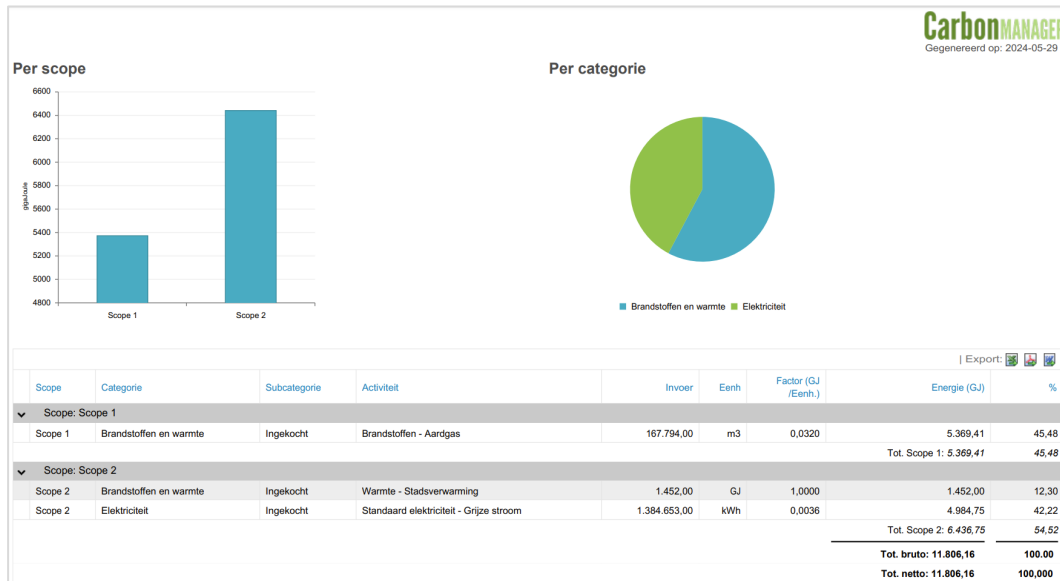 CarbonMANAGER
Gegenereerd op: 2024-05-29
Per scope
Per categorie
6600
6400
6200
6000
5800
5600
5400
5200
5000
4800
gigaJoule
Scope 1
Scope 2
Brandstoffen en warmte Elektriciteit
| Export:
Scope Categorie Subcategorie Activiteit Invoer Eenh Factor (GJ /Eenh.) Energie (GJ) %
Scope: Scope 1
Scope 1 Brandstoffen en warmte Ingekocht Brandstoffen - Aardgas 167.794,00 m3 0,0320 5.369,41 45,48
Tot. Scope 1: 5.369,41 45,48
Scope: Scope 2
Scope 2 Brandstoffen en warmte Ingekocht Warmte - Stadsverwarming 1.452,00 GJ 1,0000 1.452,00 12,30
Scope 2 Elektriciteit Ingekocht Standaard elektriciteit - Grijze stroom 1.384.653,00 kWh 0,0036 4.984,75 42,22
Tot. Scope 2: 6.436,75 54,52
Tot. bruto: 11.806,16 100.00
Tot. netto: 11.806,16 100,000